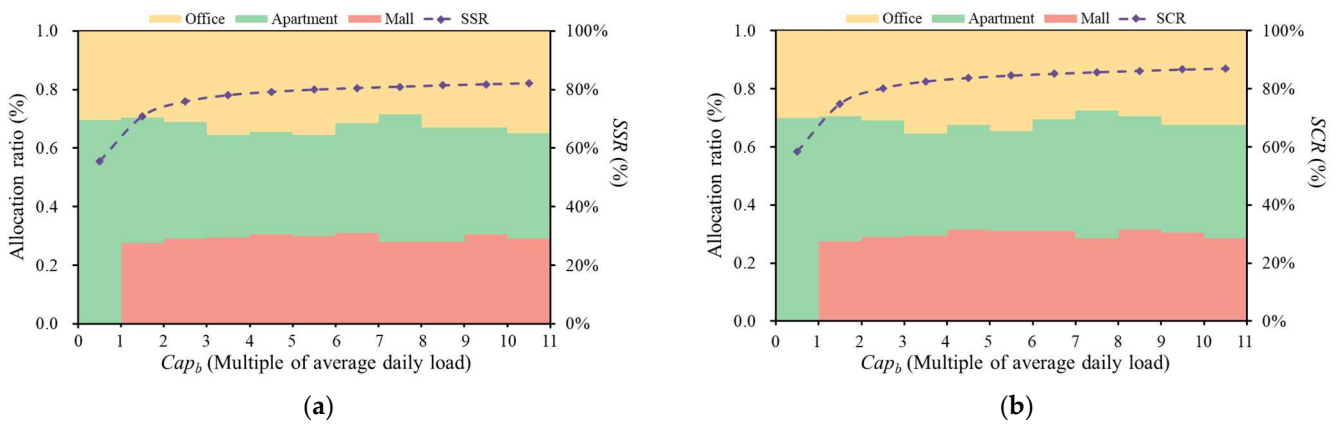 Office Apartment Mall SSR
1.0 100%
0.8 80%
0.6 60%
0.4 40%
0.2 20%
0.0 0%
Allocation ratio (%)
SSR (%)
0 1 2 3 4 5 6 7 8 9 10 11
Cap_b (Multiple of average daily load)
(a)
Office Apartment Mall SCR
1.0 100%
0.8 80%
0.6 60%
0.4 40%
0.2 20%
0.0 0%
Allocation ratio (%)
SCR (%)
0 1 2 3 4 5 6 7 8 9 10 11
Cap_b (Multiple of average daily load)
(b)